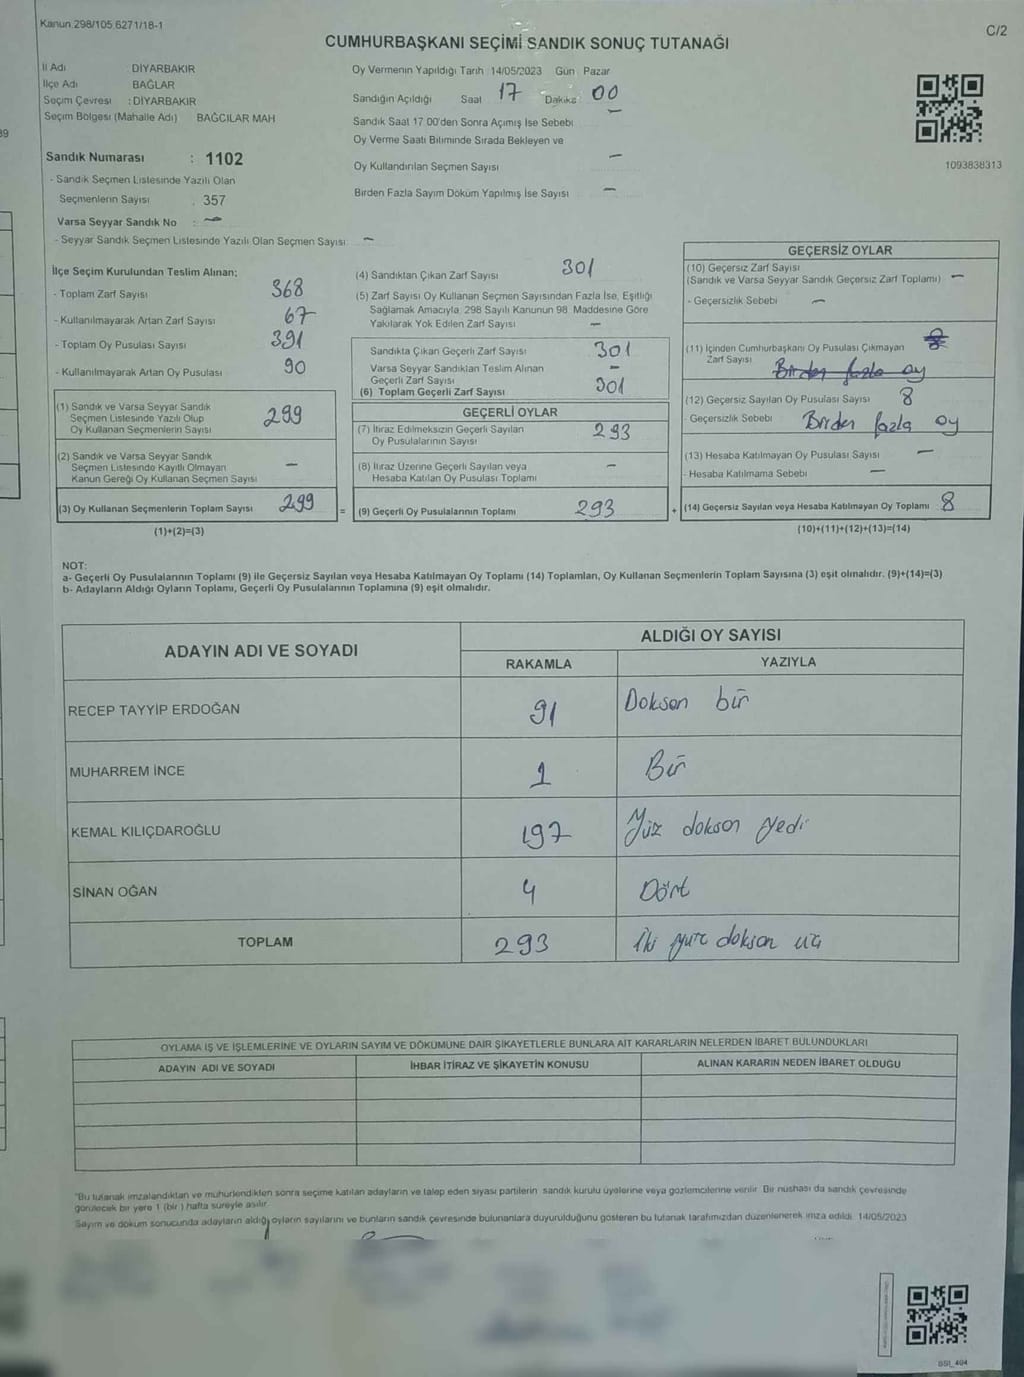 Kanun.298/105.6271/18-1
C/2
CUMHURBAŞKANI SEÇİMİ SANDIK SONUÇ TUTANAĞI
İl Adı DİYARBAKIR
İlçe Adı BAĞLAR
Seçim Çevresi : DİYARBAKIR
Seçim Bölgesi (Mahalle Adı) BAĞCILAR MAH
Sandık Numarası : 1102
- Sandık Seçmen Listesinde Yazılı Olan
Seçmenlerin Sayısı : 357
Varsa Seyyar Sandık No : —
- Seyyar Sandık Seçmen Listesinde Yazılı Olan Seçmen Sayısı: —
Oy Vermenin Yapıldığı Tarih : 14/05/2023 Gün : Pazar
Sandığın Açıldığı Saat 17 Dakika 00
Sandık Saat 17.00'den Sonra Açımış İse Sebebi —
Oy Verme Saati Bitiminde Sırada Bekleyen ve
Oy Kullandırılan Seçmen Sayısı —
Birden Fazla Sayım Döküm Yapılmış İse Sayısı —
1093838313
İlçe Seçim Kurulundan Teslim Alınan;
- Toplam Zarf Sayısı 368
- Kullanılmayarak Artan Zarf Sayısı 67
- Toplam Oy Pusulası Sayısı 391
- Kullanılmayarak Artan Oy Pusulası 90
(1) Sandık ve Varsa Seyyar Sandık
Seçmen Listesinde Yazılı Olup
Oy Kullanan Seçmenlerin Sayısı 299
(2) Sandık ve Varsa Seyyar Sandık
Seçmen Listesinde Kayıtlı Olmayan
Kanun Gereği Oy Kullanan Seçmen Sayısı —
(3) Oy Kullanan Seçmenlerin Toplam Sayısı 299 =
(1)+(2)=(3)
(4) Sandıktan Çıkan Zarf Sayısı 301
(5) Zarf Sayısı Oy Kullanan Seçmen Sayısından Fazla İse, Eşitliği
Sağlamak Amacıyla, 298 Sayılı Kanunun 98. Maddesine Göre
Yakılarak Yok Edilen Zarf Sayısı —
Sandıkta Çıkan Geçerli Zarf Sayısı 301
Varsa Seyyar Sandıktan Teslim Alınan
Geçerli Zarf Sayısı —
(6) Toplam Geçerli Zarf Sayısı 301
GEÇERLİ OYLAR
(7) İtiraz Edilmeksizin Geçerli Sayılan
Oy Pusulalarının Sayısı 293
(8) İtiraz Üzerine Geçerli Sayılan veya
Hesaba Katılan Oy Pusulası Toplamı —
(9) Geçerli Oy Pusulalarının Toplamı 293 +
GEÇERSİZ OYLAR
(10) Geçersiz Zarf Sayısı
(Sandık ve Varsa Seyyar Sandık Geçersiz Zarf Toplamı) —
- Geçersizlik Sebebi —
(11) İçinden Cumhurbaşkanı Oy Pusulası Çıkmayan
Zarf Sayısı
Birden fazla oy
(12) Geçersiz Sayılan Oy Pusulası Sayısı 8
- Geçersizlik Sebebi Birden fazla oy
(13) Hesaba Katılmayan Oy Pusulası Sayısı —
- Hesaba Katılmama Sebebi —
(14) Geçersiz Sayılan veya Hesaba Katılmayan Oy Toplamı 8
(10)+(11)+(12)+(13)=(14)
NOT:
a- Geçerli Oy Pusulalarının Toplamı (9) ile Geçersiz Sayılan veya Hesaba Katılmayan Oy Toplamı (14) Toplamları, Oy Kullanan Seçmenlerin Toplam Sayısına (3) eşit olmalıdır. (9)+(14)=(3)
b- Adayların Aldığı Oyların Toplamı, Geçerli Oy Pusulalarının Toplamına (9) eşit olmalıdır.
ADAYIN ADI VE SOYADI ALDIĞI OY SAYISI
RAKAMLA YAZIYLA
RECEP TAYYİP ERDOĞAN 91 Doksan bir
MUHARREM İNCE 1 Bir
KEMAL KILIÇDAROĞLU 197 Yüz doksan yedi
SİNAN OĞAN 4 Dört
TOPLAM 293 İki yüz doksan üç
OYLAMA İŞ VE İŞLEMLERİNE VE OYLARIN SAYIM VE DÖKÜMÜNE DAİR ŞİKAYETLERLE BUNLARA AİT KARARLARIN NELERDEN İBARET BULUNDUKLARI
ADAYIN ADI VE SOYADI İHBAR İTİRAZ VE ŞİKAYETİN KONUSU ALINAN KARARIN NEDEN İBARET OLDUĞU
*Bu tutanak imzalandıktan ve mühürlendikten sonra seçime katılan adayların ve talep eden siyasi partilerin sandık kurulu üyelerine veya gözlemcilerine verilir. Bir nüshası da sandık çevresinde
görülecek bir yere 1 (bir) hafta süreyle asılır.
Sayım ve döküm sonucunda adayların aldığı oyların sayılarını ve bunların sandık çevresinde bulunanlara duyurulduğunu gösteren bu tutanak tarafımızdan düzenlenerek imza edildi. 14/05/2023